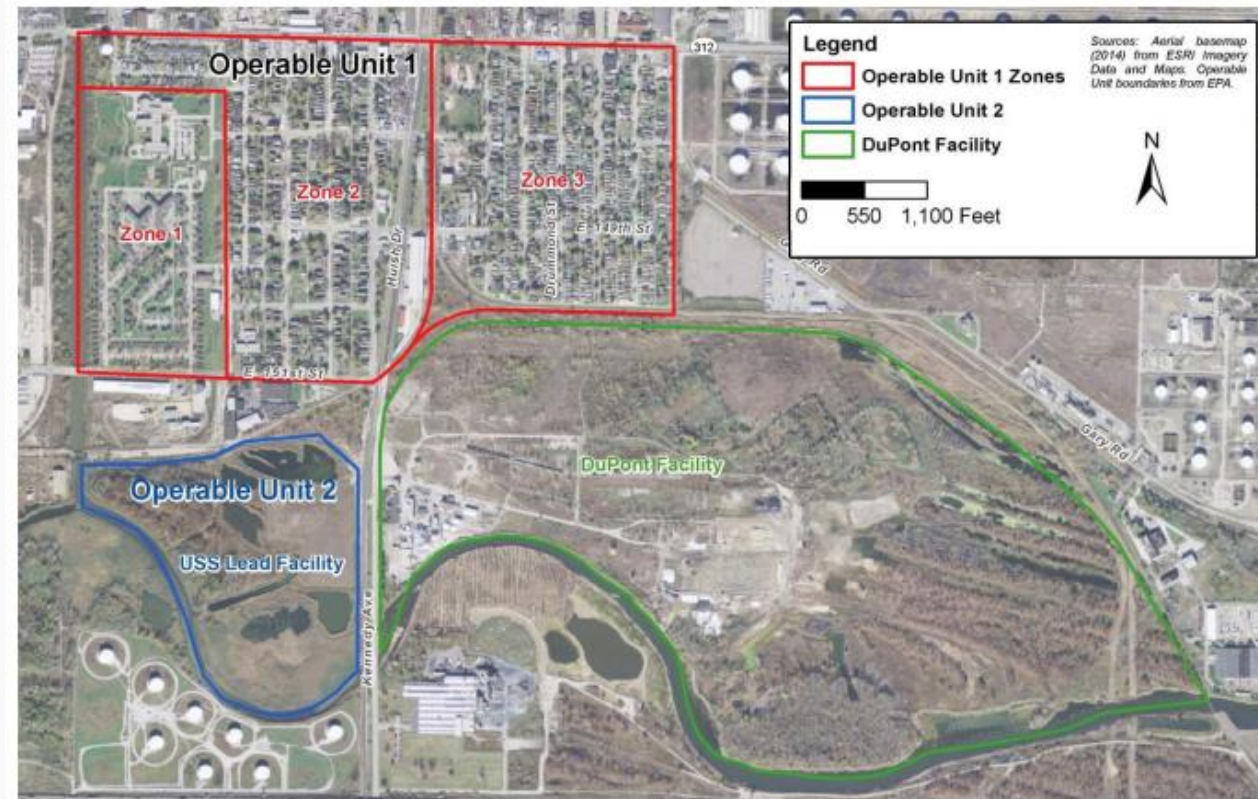 Operable Unit 1
312
Legend
Operable Unit 1 Zones
Operable Unit 2
DuPont Facility
0 550 1,100 Feet
Sources: Aerial basemap
(2014) from ESRI Imagery
Data and Maps. Operable
Unit boundaries from EPA.
N
Zone 1
Zone 2
Zone 3
Huish Dr
Drummond St
E 149th St
Rd
E 151st St
Gary Rd
DuPont Facility
Operable Unit 2
USS Lead Facility
Kennedy Ave